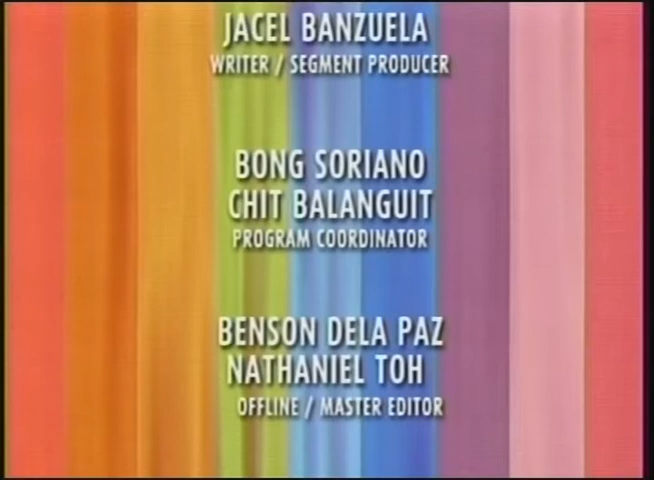 JACEL BANZUELA
WRITER / SEGMENT PRODUCER
BONG SORIANO
CHIT BALANGUIT
PROGRAM COORDINATOR
BENSON DELA PAZ
NATHANIEL TOH
OFFLINE / MASTER EDITOR